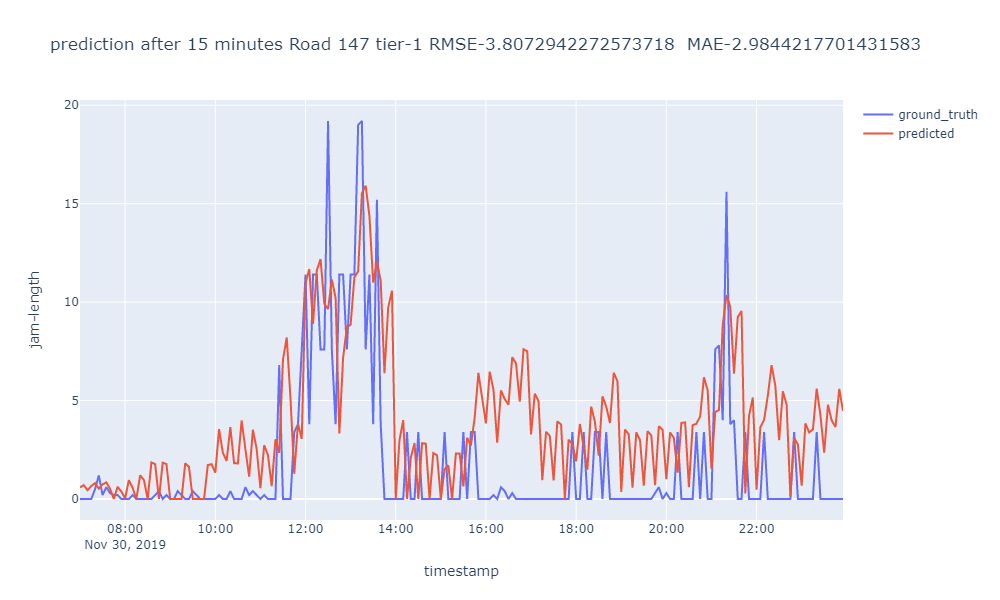 prediction after 15 minutes Road 147 tier-1 RMSE-3.8072942272573718  MAE-2.9844217701431583
ground_truth
predicted
20
15
10
5
0
jam-length
08:00 10:00 12:00 14:00 16:00 18:00 20:00 22:00
Nov 30, 2019
timestamp